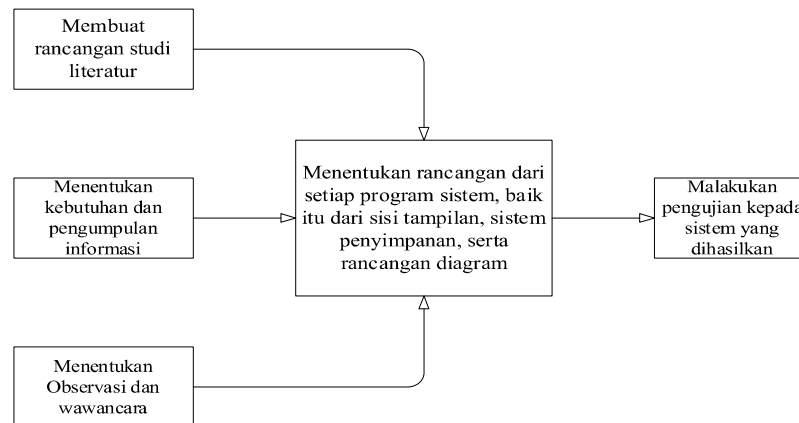 Membuat
rancangan studi
literatur
Menentukan
kebutuhan dan
pengumpulan
informasi
Menentukan
Observasi dan
wawancara
Menentukan rancangan dari
setiap program sistem, baik
itu dari sisi tampilan, sistem
penyimpanan, serta
rancangan diagram
Malakukan
pengujian kepada
sistem yang
dihasilkan